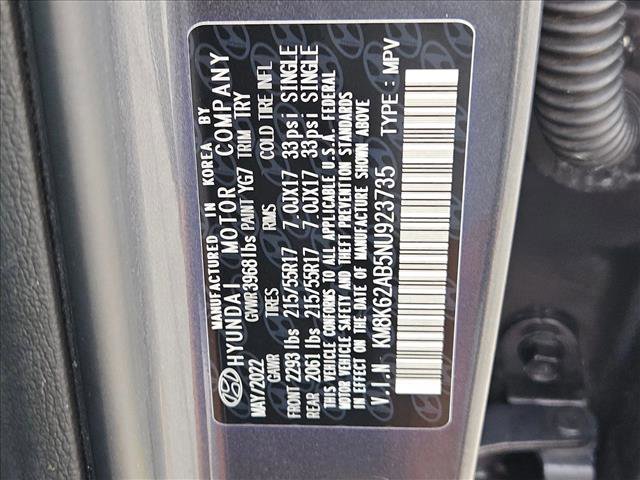 MANUFACTURED IN KOREA BY
HYUNDAI MOTOR COMPANY
MAY/2022 GVWR 3968 lbs PAINT YG7 TRIM TRY
GAWR TIRES RIMS COLD TIRE INFL
FRONT 2293 lbs 215/55R17 7.0JX17 33psi SINGLE
REAR 2061 lbs 215/55R17 7.0JX17 33psi SINGLE
THIS VEHICLE CONFORMS TO ALL APPLICABLE U.S.A. FEDERAL
MOTOR VEHICLE SAFETY AND THEFT PREVENTION STANDARDS
IN EFFECT ON THE DATE OF MANUFACTURE SHOWN ABOVE
V.I.N KM8K62AB5NU923735 TYPE : MPV